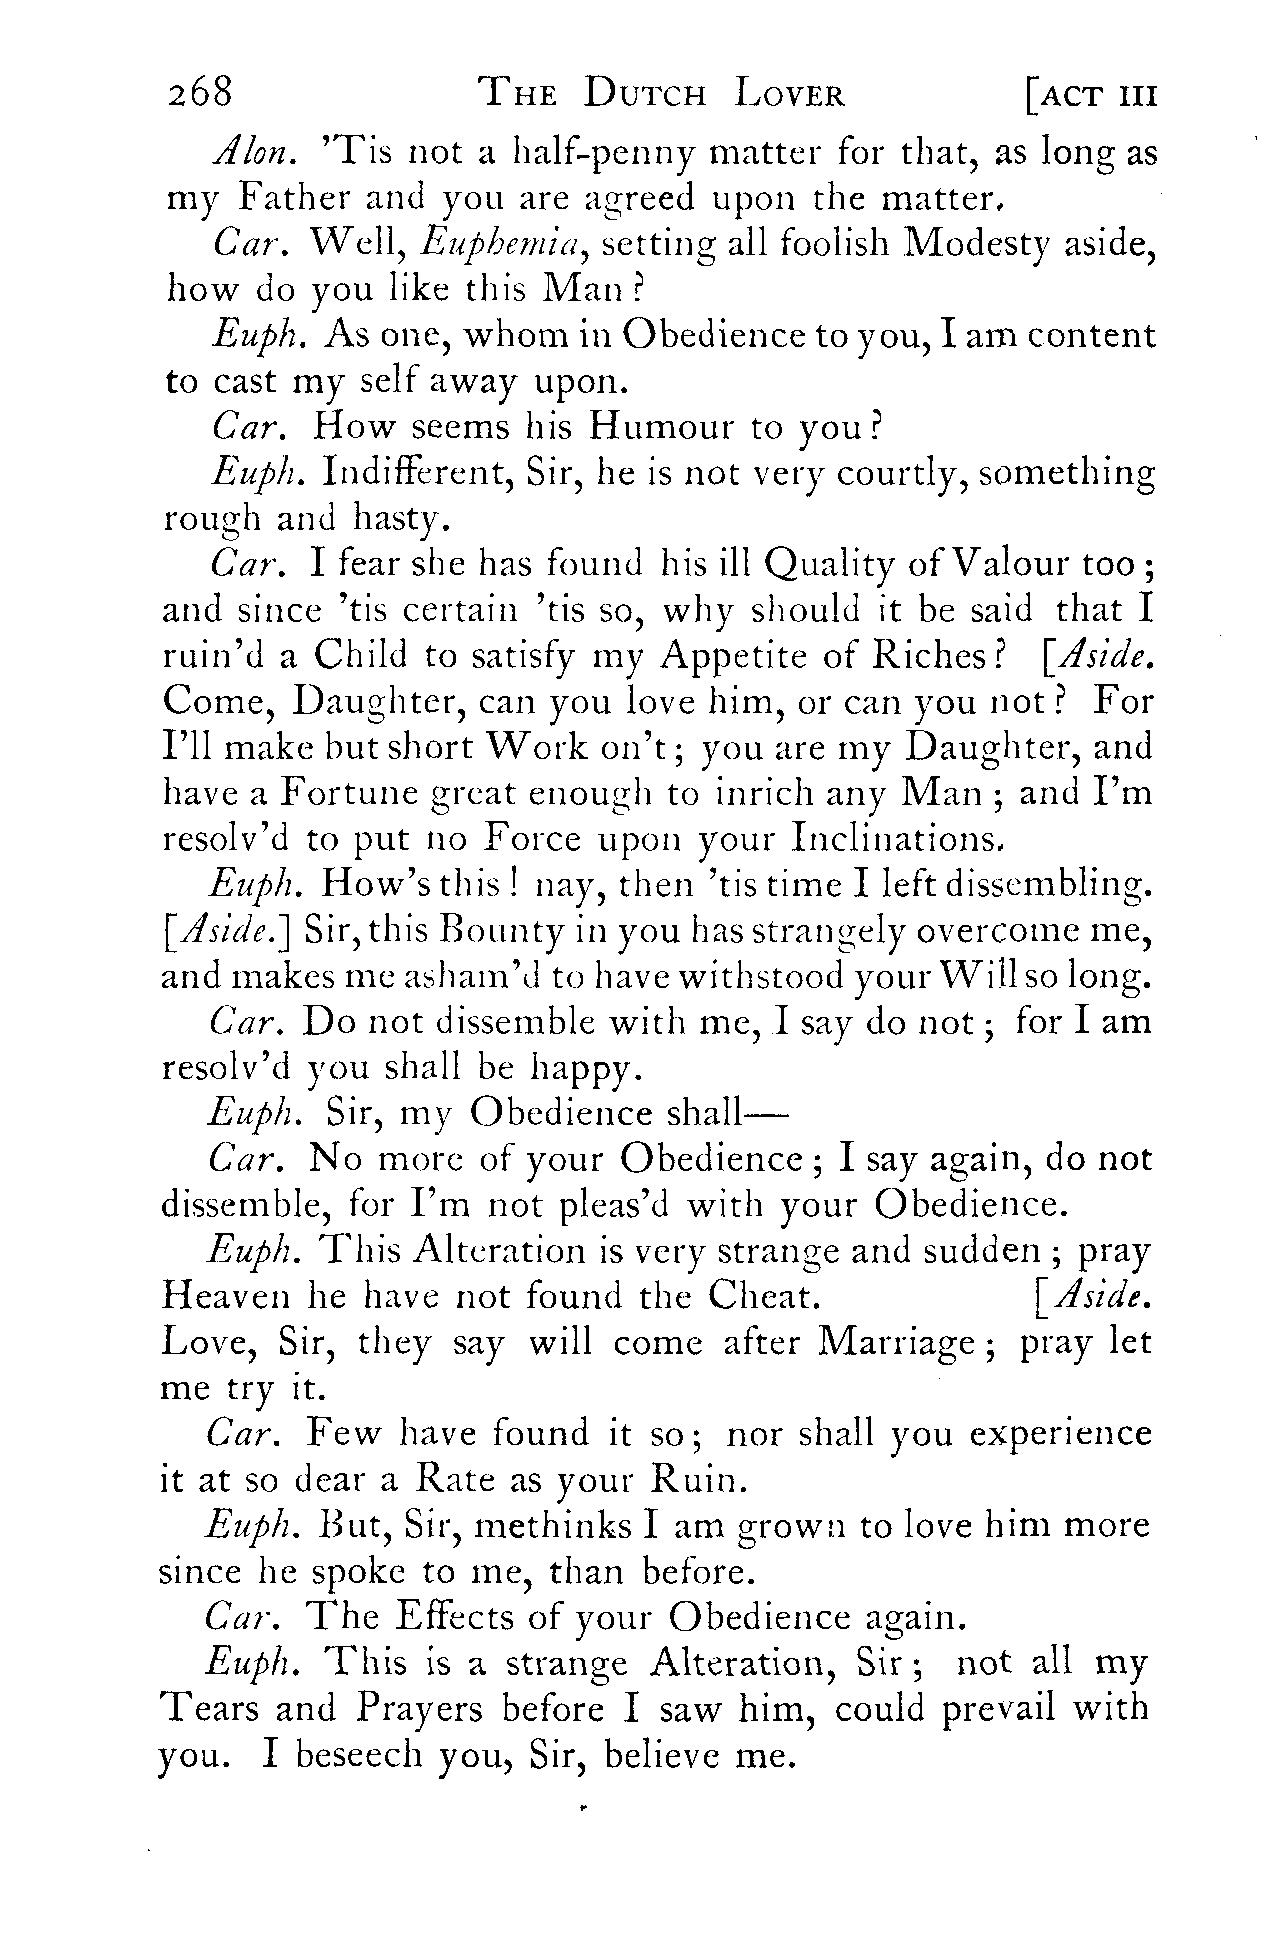 268 THE DUTCH LOVER [ACT III
Alon. 'Tis not a half-penny matter for that, as long as
my Father and you are agreed upon the matter.
Car. Well, Euphemia, setting all foolish Modesty aside,
how do you like this Man ?
Euph. As one, whom in Obedience to you, I am content
to cast my self away upon.
Car. How seems his Humour to you ?
Euph. Indifferent, Sir, he is not very courtly, something
rough and hasty.
Car. I fear she has found his ill Quality of Valour too ;
and since 'tis certain 'tis so, why should it be said that I
ruin'd a Child to satisfy my Appetite of Riches ? [Aside.
Come, Daughter, can you love him, or can you not ? For
I'll make but short Work on't ; you are my Daughter, and
have a Fortune great enough to inrich any Man ; and I'm
resolv'd to put no Force upon your Inclinations.
Euph. How's this ! nay, then 'tis time I left dissembling.
[Aside.] Sir, this Bounty in you has strangely overcome me,
and makes me asham'd to have withstood your Will so long.
Car. Do not dissemble with me, I say do not ; for I am
resolv'd you shall be happy.
Euph. Sir, my Obedience shall—
Car. No more of your Obedience ; I say again, do not
dissemble, for I'm not pleas'd with your Obedience.
Euph. This Alteration is very strange and sudden ; pray
Heaven he have not found the Cheat. [Aside.
Love, Sir, they say will come after Marriage ; pray let
me try it.
Car. Few have found it so ; nor shall you experience
it at so dear a Rate as your Ruin.
Euph. But, Sir, methinks I am grown to love him more
since he spoke to me, than before.
Car. The Effects of your Obedience again.
Euph. This is a strange Alteration, Sir ; not all my
Tears and Prayers before I saw him, could prevail with
you. I beseech you, Sir, believe me.